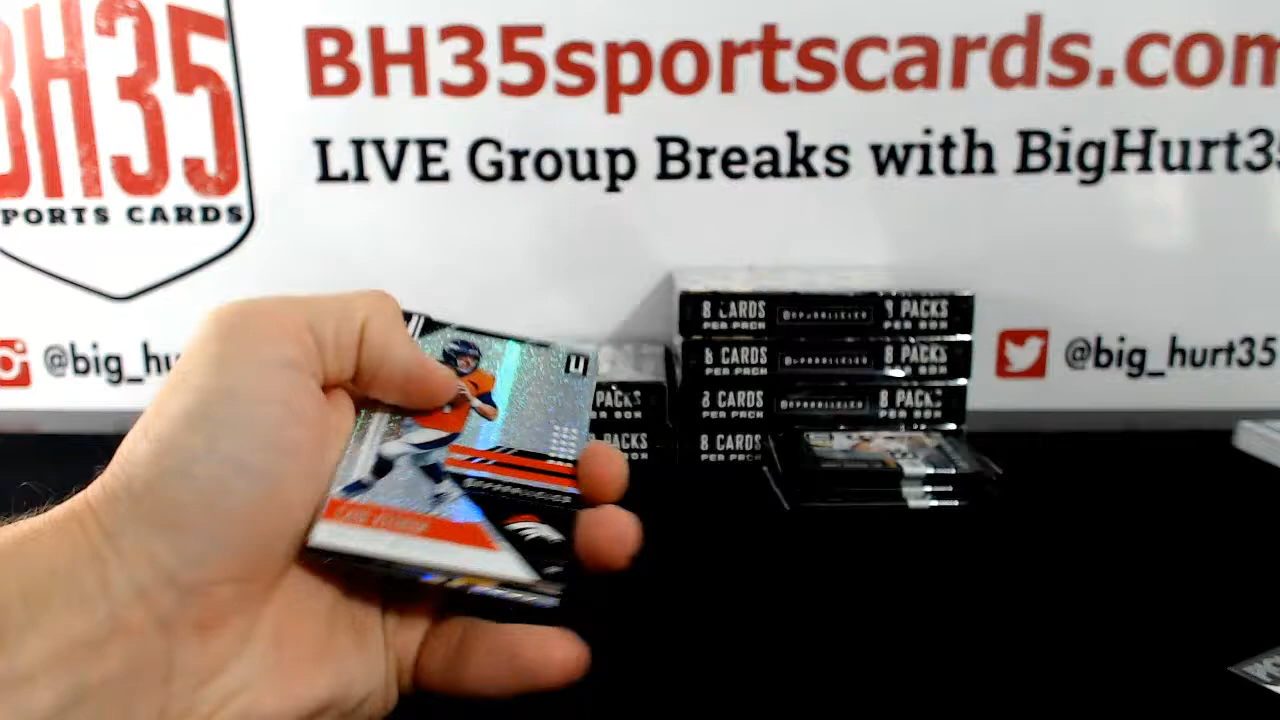 BH35
PORTS CARDS
BH35sportscards.com
LIVE Group Breaks with BigHurt35
@big_hu
@big_hurt35
8 CARDS PER PACK
PACKS PER BOX
8 CARDS PER PACK
8 PACKS PER BOX
8 CARDS PER PACK
8 PACKS PER BOX
8 CARDS PER PACK
PACKS PER BOX
PACKS